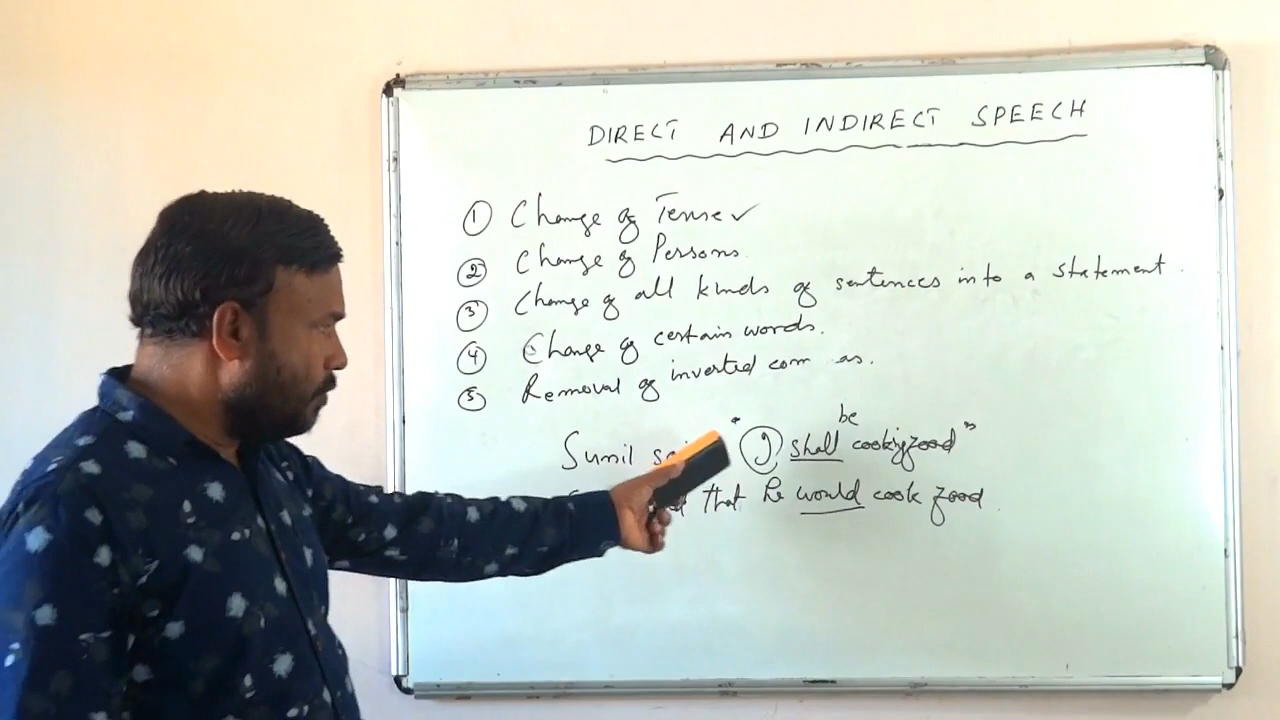 DIRECT AND INDIRECT SPEECH
① Change of Tense ✓
② Change of Persons.
③ Change of all kinds of sentences into a statement.
④ Change of certain words.
⑤ Removal of inverted com as.
be
Sunil "I shall cooking food"
that he would cook food.